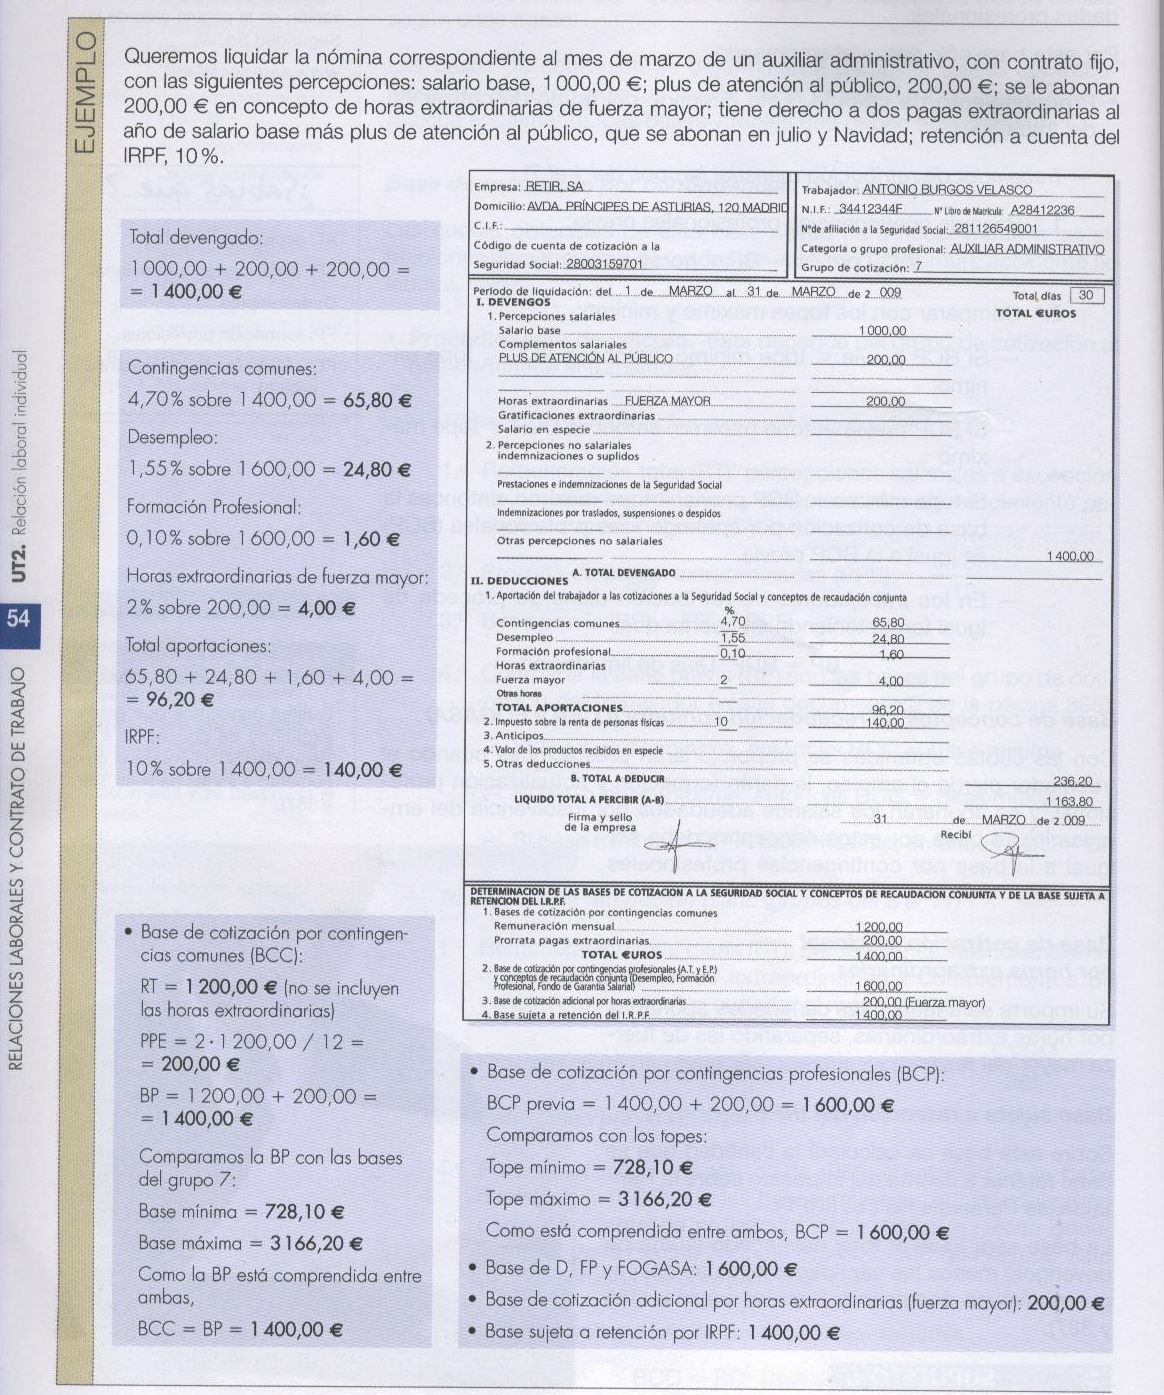 EJEMPLO
Queremos liquidar la nómina correspondiente al mes de marzo de un auxiliar administrativo, con contrato fijo,
con las siguientes percepciones: salario base, 1 000,00 €; plus de atención al público, 200,00 €; se le abonan
200,00 € en concepto de horas extraordinarias de fuerza mayor; tiene derecho a dos pagas extraordinarias al
año de salario base más plus de atención al público, que se abonan en julio y Navidad; retención a cuenta del
IRPF, 10 %.
Total devengado:
1 000,00 + 200,00 + 200,00 =
= 1 400,00 €
Contingencias comunes:
4,70 % sobre 1 400,00 = 65,80 €
Desempleo:
1,55 % sobre 1 600,00 = 24,80 €
Formación Profesional:
0,10 % sobre 1 600,00 = 1,60 €
Horas extraordinarias de fuerza mayor:
2 % sobre 200,00 = 4,00 €
Total aportaciones:
65,80 + 24,80 + 1,60 + 4,00 =
= 96,20 €
IRPF:
10 % sobre 1 400,00 = 140,00 €
Empresa: RETIR, SA
Domicilio: AVDA. PRÍNCIPES DE ASTURIAS, 120 MADRID
C.I.F.:
Código de cuenta de cotización a la
Seguridad Social: 28003159701
Trabajador: ANTONIO BURGOS VELASCO
N.I.F.: 34412344F Nº Libro de Matrícula: A28412236
Nº de afiliación a la Seguridad Social: 281126549001
Categoría o grupo profesional: AUXILIAR ADMINISTRATIVO
Grupo de cotización: 7
Período de liquidación: del 1 de MARZO al 31 de MARZO de 2 009 Total días 30
I. DEVENGOS TOTAL €UROS
1. Percepciones salariales
Salario base 1 000,00
Complementos salariales
PLUS DE ATENCIÓN AL PÚBLICO 200,00
Horas extraordinarias FUERZA MAYOR 200,00
Gratificaciones extraordinarias
Salario en especie
2. Percepciones no salariales
indemnizaciones o suplidos
Prestaciones e indemnizaciones de la Seguridad Social
Indemnizaciones por traslados, suspensiones o despidos
Otras percepciones no salariales
1 400,00
A. TOTAL DEVENGADO
II. DEDUCCIONES
1. Aportación del trabajador a las cotizaciones a la Seguridad Social y conceptos de recaudación conjunta
%
Contingencias comunes 4,70 65,80
Desempleo 1,55 24,80
Formación profesional 0,10 1,60
Horas extraordinarias
Fuerza mayor 2 4,00
Otras horas
TOTAL APORTACIONES 96,20
2. Impuesto sobre la renta de personas físicas 10 140,00
3. Anticipos
4. Valor de los productos recibidos en especie
5. Otras deducciones
B. TOTAL A DEDUCIR 236,20
LIQUIDO TOTAL A PERCIBIR (A-B) 1 163,80
Firma y sello
de la empresa
31 de MARZO de 2 009
Recibí
DETERMINACION DE LAS BASES DE COTIZACION A LA SEGURIDAD SOCIAL Y CONCEPTOS DE RECAUDACION CONJUNTA Y DE LA BASE SUJETA A
RETENCION DEL I.R.P.F.
1. Bases de cotización por contingencias comunes
Remuneración mensual 1 200,00
Prorrata pagas extraordinarias 200,00
TOTAL €UROS 1 400,00
2. Base de cotización por contingencias profesionales (A.T. y E.P.)
y conceptos de recaudación conjunta (Desempleo, Formación
Profesional, Fondo de Garantía Salarial) 1 600,00
3. Base de cotización adicional por horas extraordinarias 200,00 (Fuerza mayor)
4. Base sujeta a retención del I.R.P.F. 1 400,00
• Base de cotización por contingen-
cias comunes (BCC):
RT = 1 200,00 € (no se incluyen
las horas extraordinarias)
PPE = 2 · 1 200,00 / 12 =
= 200,00 €
BP = 1 200,00 + 200,00 =
= 1 400,00 €
Comparamos la BP con las bases
del grupo 7:
Base mínima = 728,10 €
Base máxima = 3 166,20 €
Como la BP está comprendida entre
ambas,
BCC = BP = 1 400,00 €
• Base de cotización por contingencias profesionales (BCP):
BCP previa = 1 400,00 + 200,00 = 1 600,00 €
Comparamos con los topes:
Tope mínimo = 728,10 €
Tope máximo = 3 166,20 €
Como está comprendida entre ambos, BCP = 1 600,00 €
• Base de D, FP y FOGASA: 1 600,00 €
• Base de cotización adicional por horas extraordinarias (fuerza mayor): 200,00 €
• Base sujeta a retención por IRPF: 1 400,00 €
UT2. Relación laboral individual
54
RELACIONES LABORALES Y CONTRATO DE TRABAJO